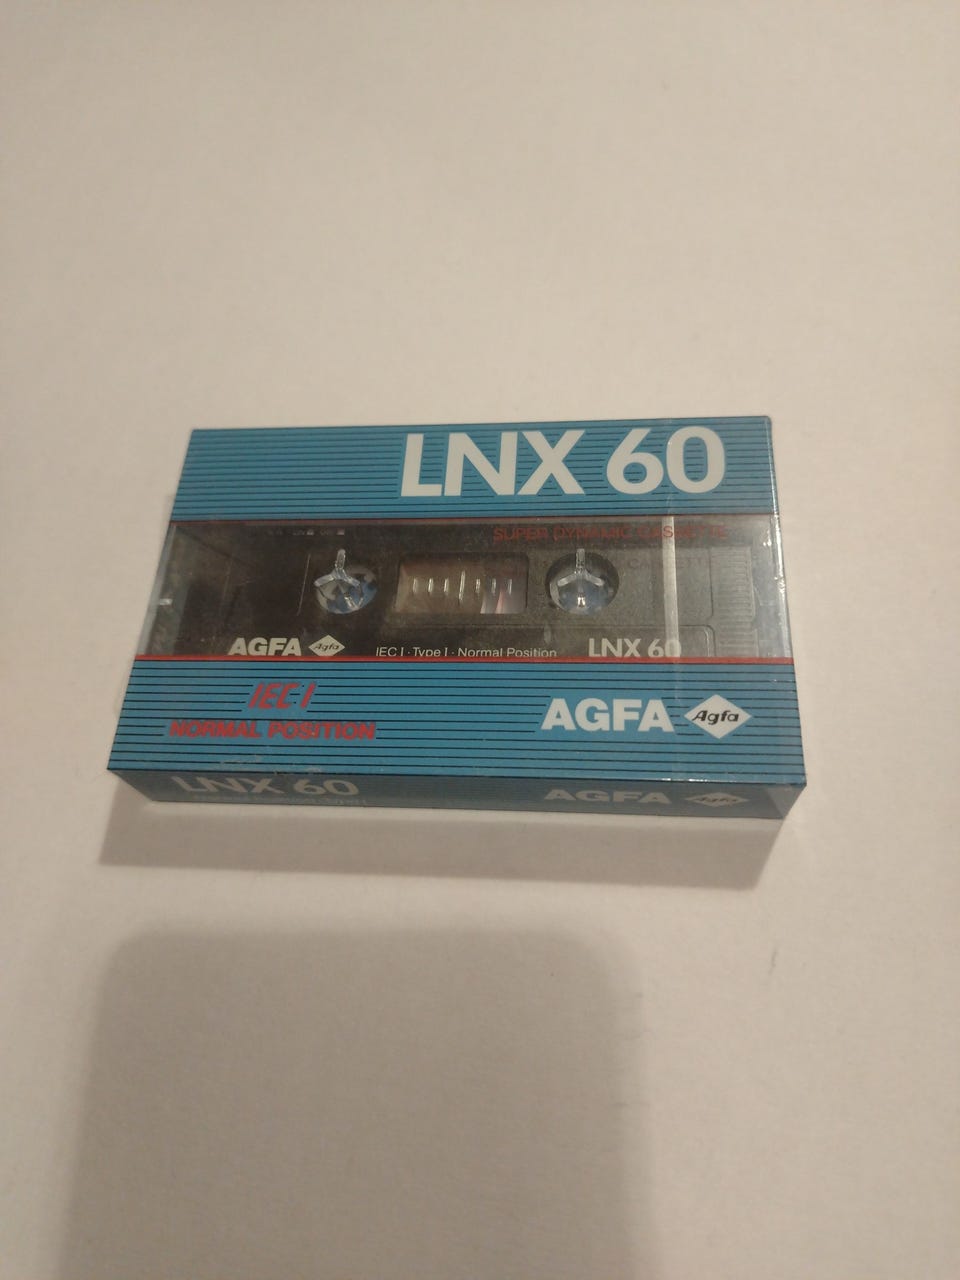 LNX 60
SUPER DYNAMIC CASSETTE
AGFA Agfa
IEC I · Type I · Normal Position
LNX 60
IEC I
NORMAL POSITION
AGFA Agfa
LNX 60
AGFA Agfa